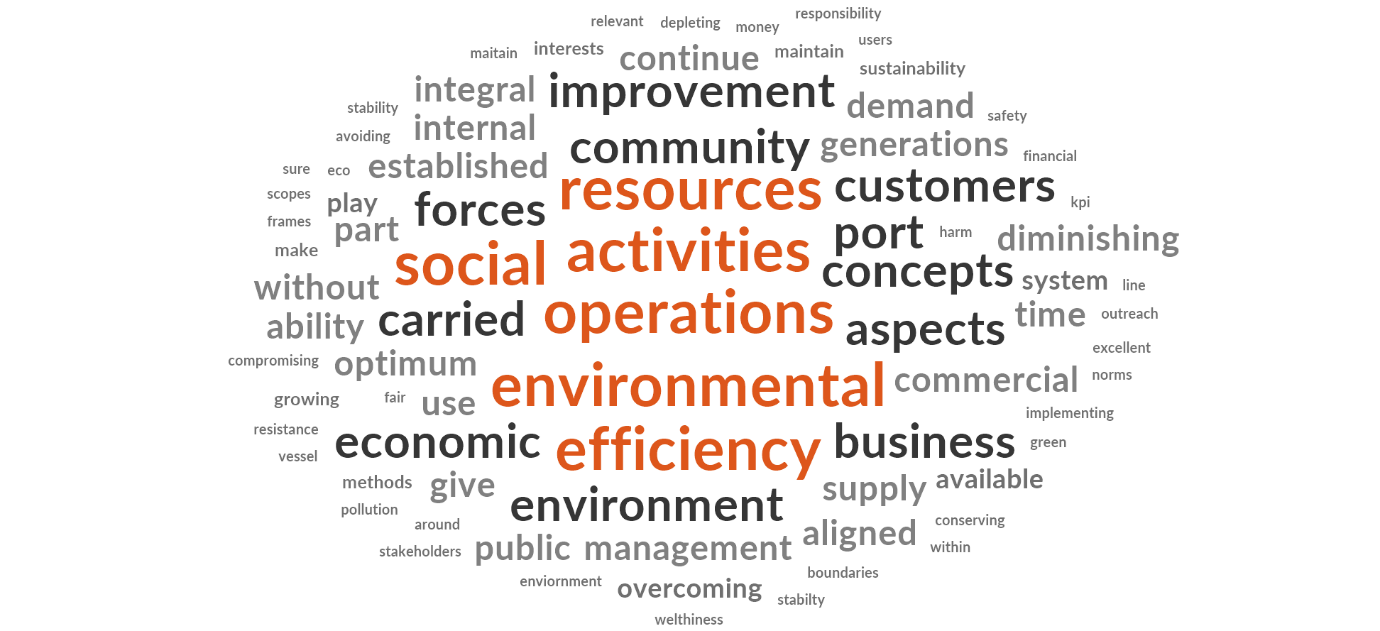 responsibility
relevant depleting money
users
maitain interests continue maintain
sustainability
integral improvement demand
stability safety
avoiding internal community generations
financial
sure eco established
scopes play forces resources customers kpi
frames part port harm diminishing
make social activities concepts system line
without
ability carried operations aspects time outreach
excellent
compromising optimum
environmental commercial norms
growing fair use implementing
resistance economic efficiency business green
vessel
methods give supply available
pollution environment
around conserving
stakeholders public management aligned within
enviornment overcoming boundaries
stabilty
welthiness